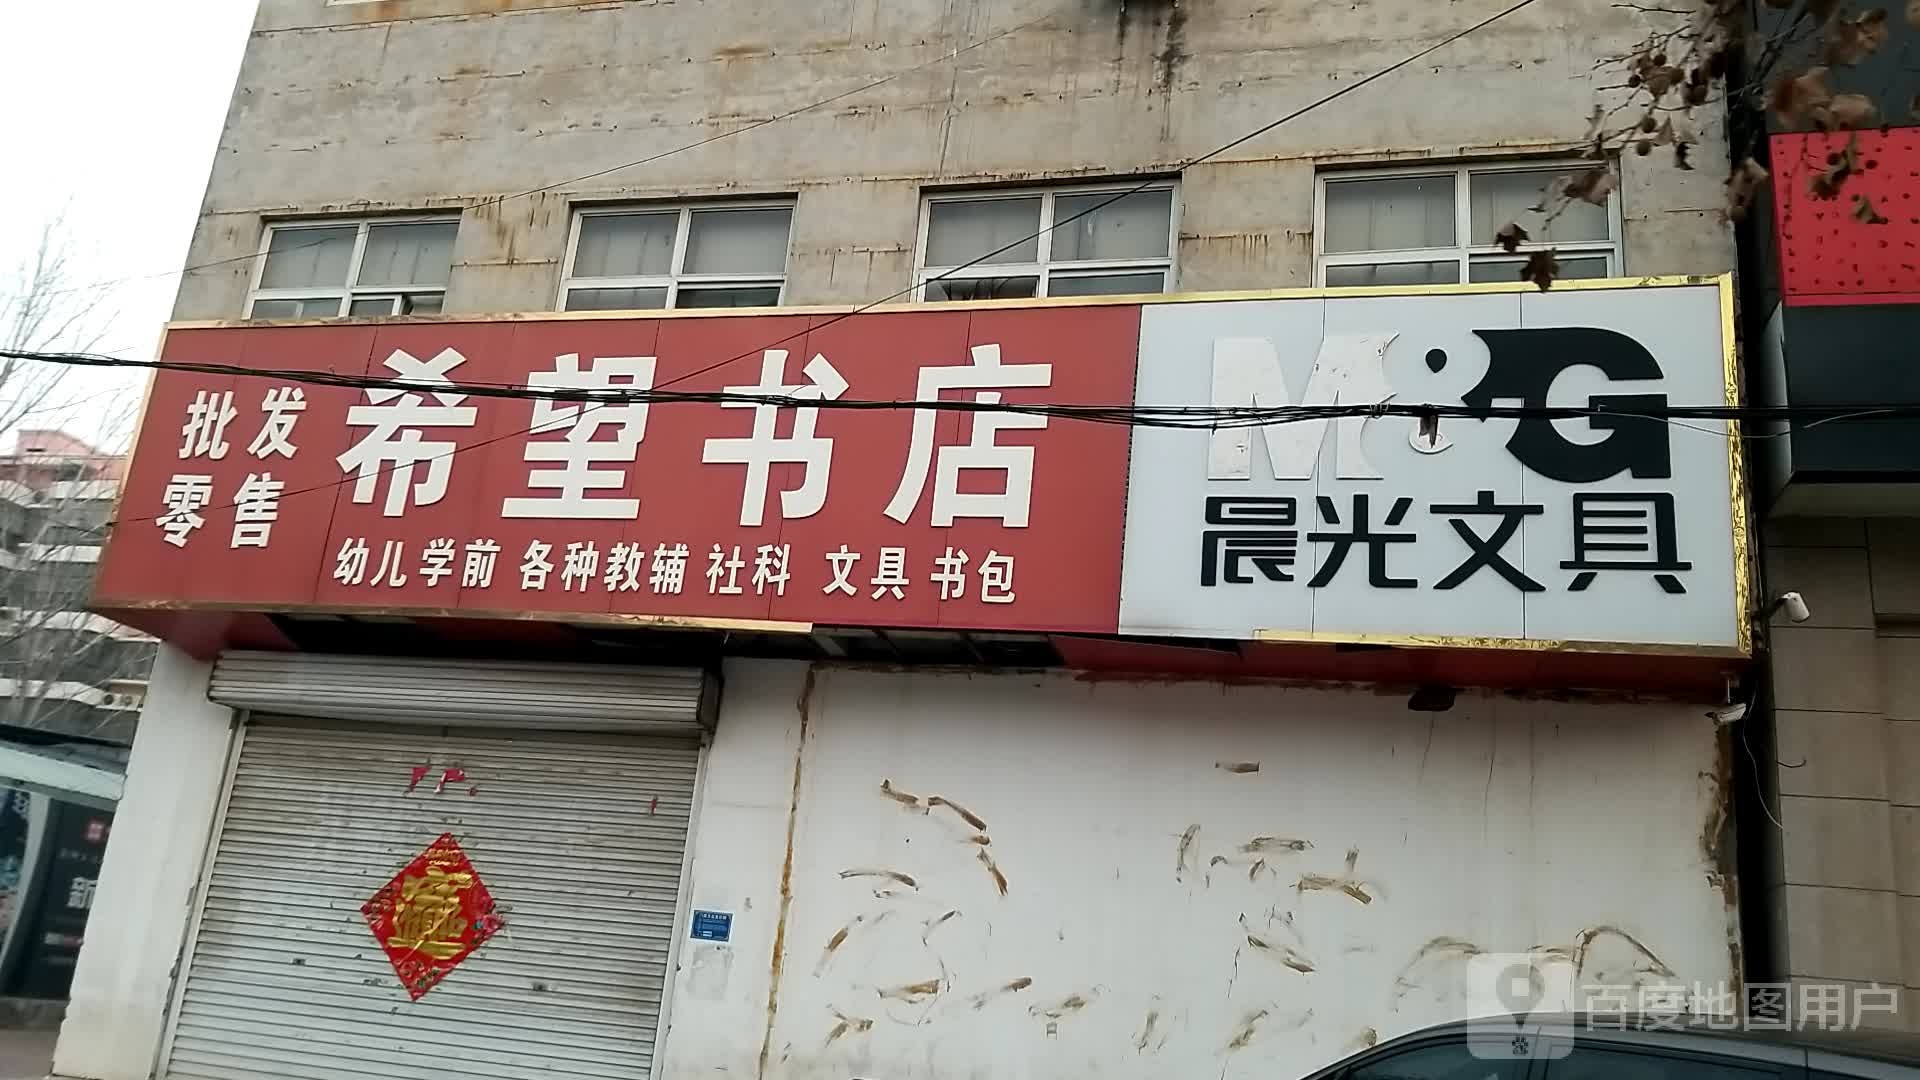 批发
零售
希望书店
幼儿 学前 各种教辅 社科 文具 书包
M&G
晨光文具
新
百度地图用户